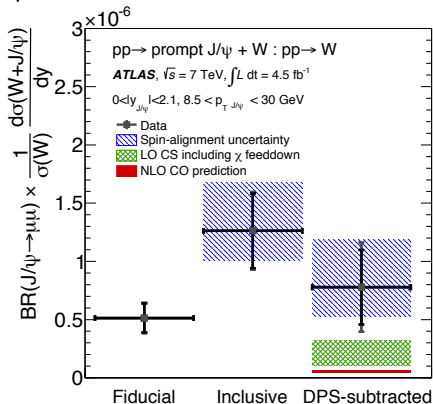 ×10⁻⁶
pp→ prompt J/ψ + W : pp→ W
ATLAS, √s = 7 TeV, ∫L dt = 4.5 fb⁻¹
0<|y_J/ψ|<2.1, 8.5 < p_T J/ψ < 30 GeV
Data
Spin-alignment uncertainty
LO CS including χ feeddown
NLO CO prediction
BR(J/ψ→μμ) × 1/σ(W) dσ(W+J/ψ)/dy
3
2.5
2
1.5
1
0.5
0
Fiducial Inclusive DPS-subtracted